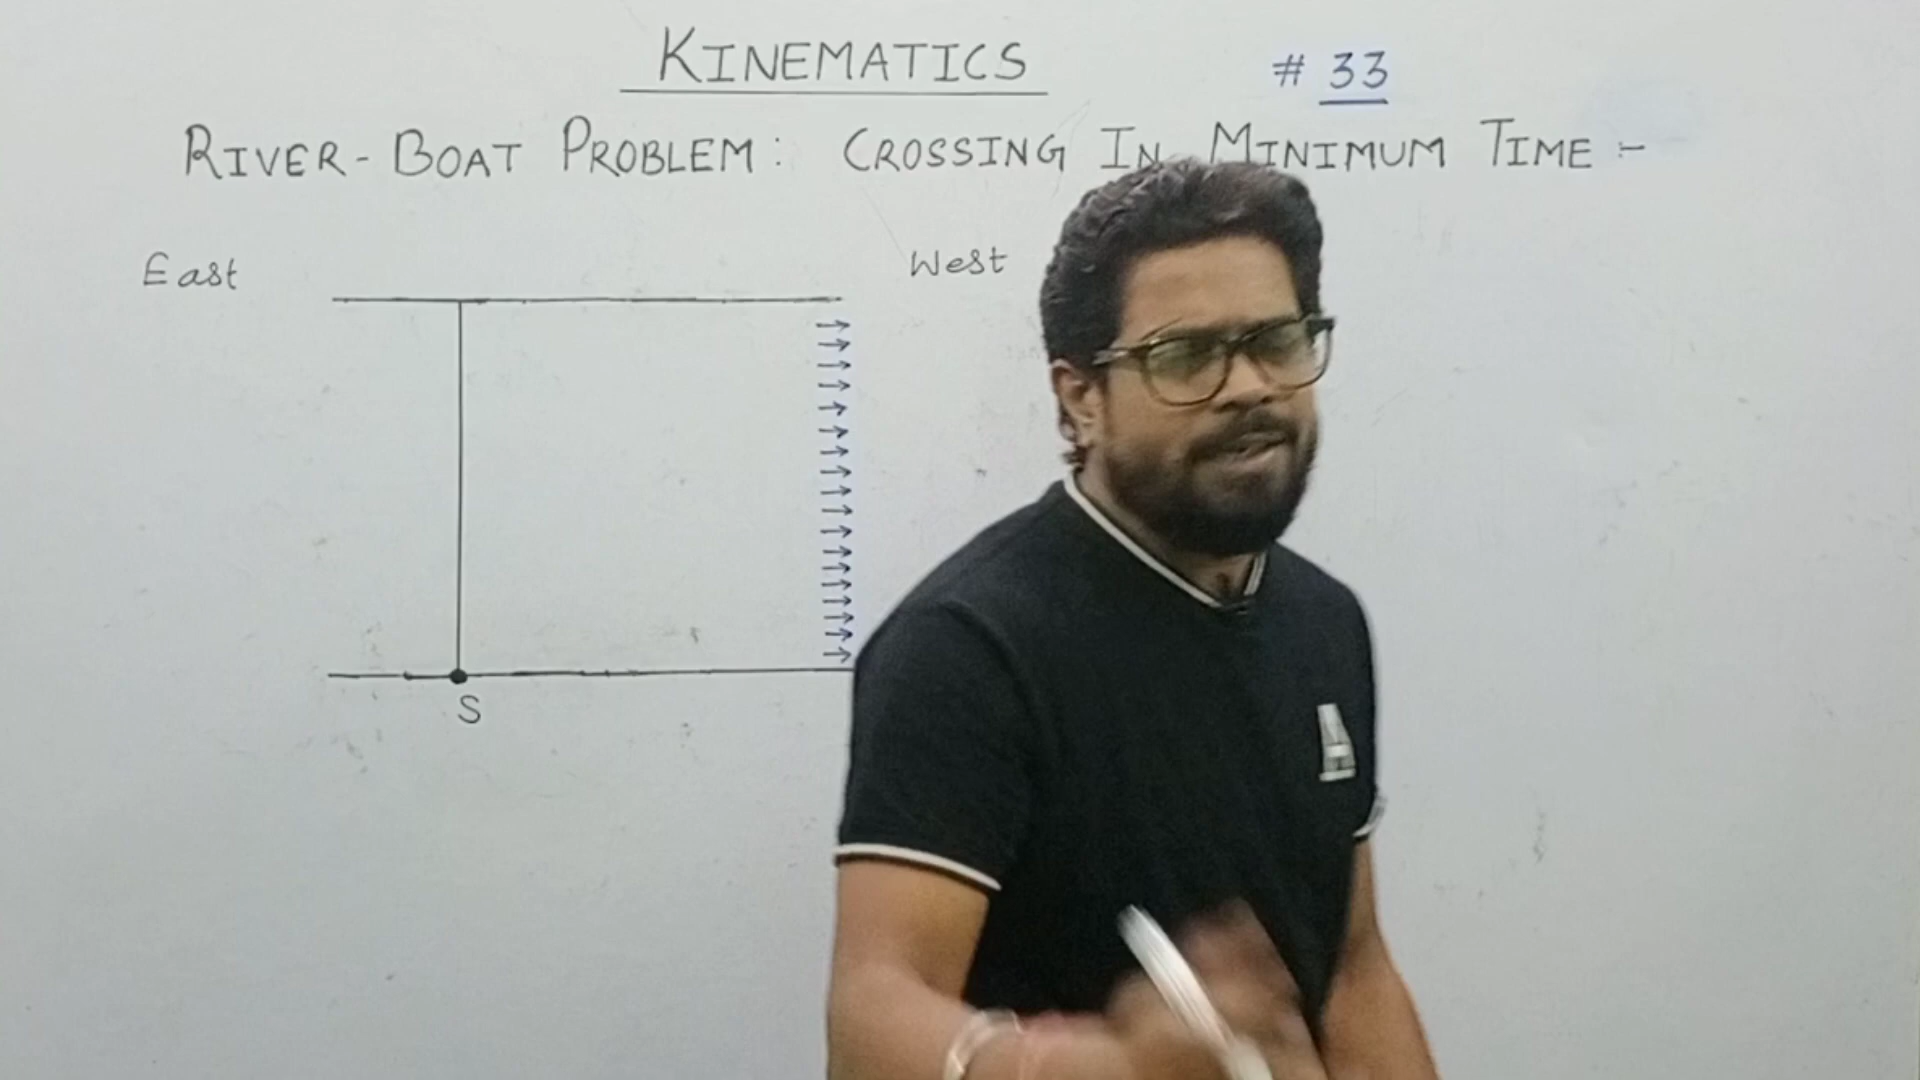 KINEMATICS # 33
RIVER-BOAT PROBLEM: CROSSING IN MINIMUM TIME :-
East West
S
A